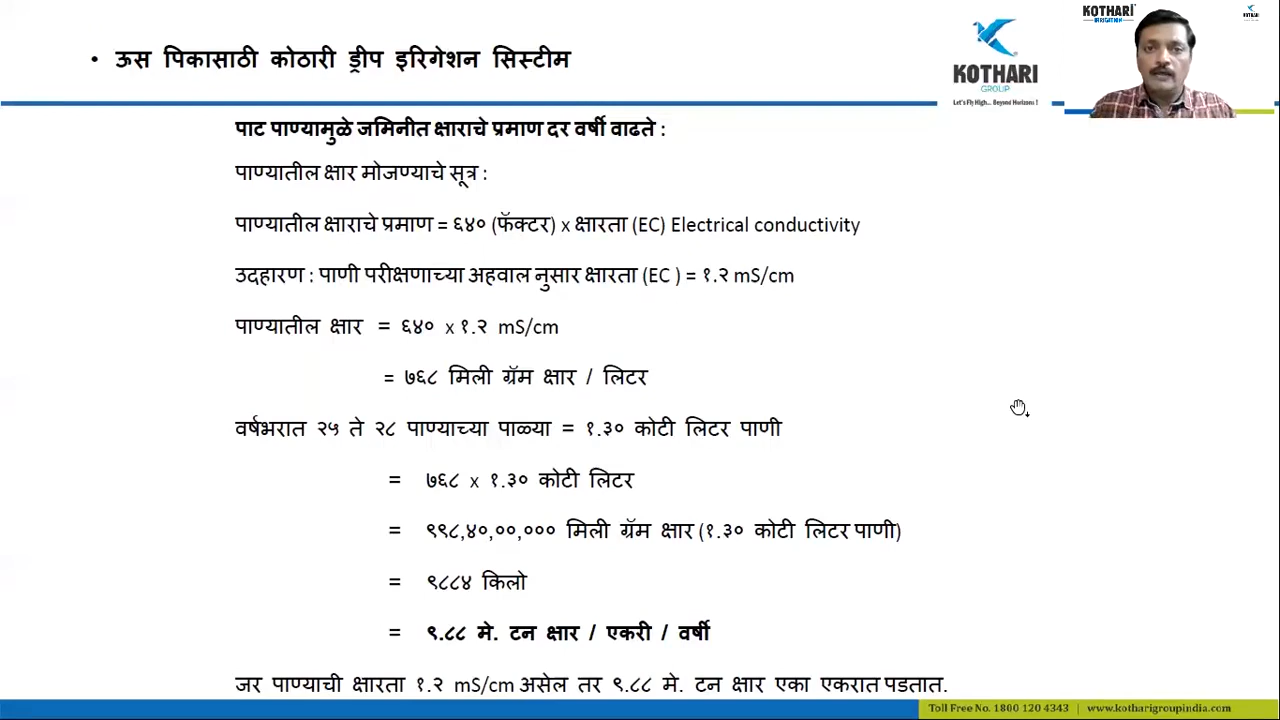 • ऊस पिकासाठी कोठारी ड्रीप इरिगेशन सिस्टीम
KOTHARI
GROUP
Let's Fly High... Beyond Horizons !
KOTHARI
IRRIGATION
KOTHARI
पाट पाण्यामुळे जमिनीत क्षाराचे प्रमाण दर वर्षी वाढते :
पाण्यातील क्षार मोजण्याचे सूत्र :
पाण्यातील क्षाराचे प्रमाण = ६४० (फॅक्टर) x क्षारता (EC) Electrical conductivity
उदहारण : पाणी परीक्षणाच्या अहवाल नुसार क्षारता (EC ) = १.२ mS/cm
पाण्यातील क्षार = ६४० x १.२ mS/cm
= ७६८ मिली ग्रॅम क्षार / लिटर
वर्षभरात २५ ते २८ पाण्याच्या पाळ्या = १.३० कोटी लिटर पाणी
= ७६८ x १.३० कोटी लिटर
= ९९८,४०,००,००० मिली ग्रॅम क्षार (१.३० कोटी लिटर पाणी)
= ९८८४ किलो
= ९.८८ मे. टन क्षार / एकरी / वर्षी
जर पाण्याची क्षारता १.२ mS/cm असेल तर ९.८८ मे. टन क्षार एका एकरात पडतात.
Toll Free No. 1800 120 4343 | www.kotharigroupindia.com